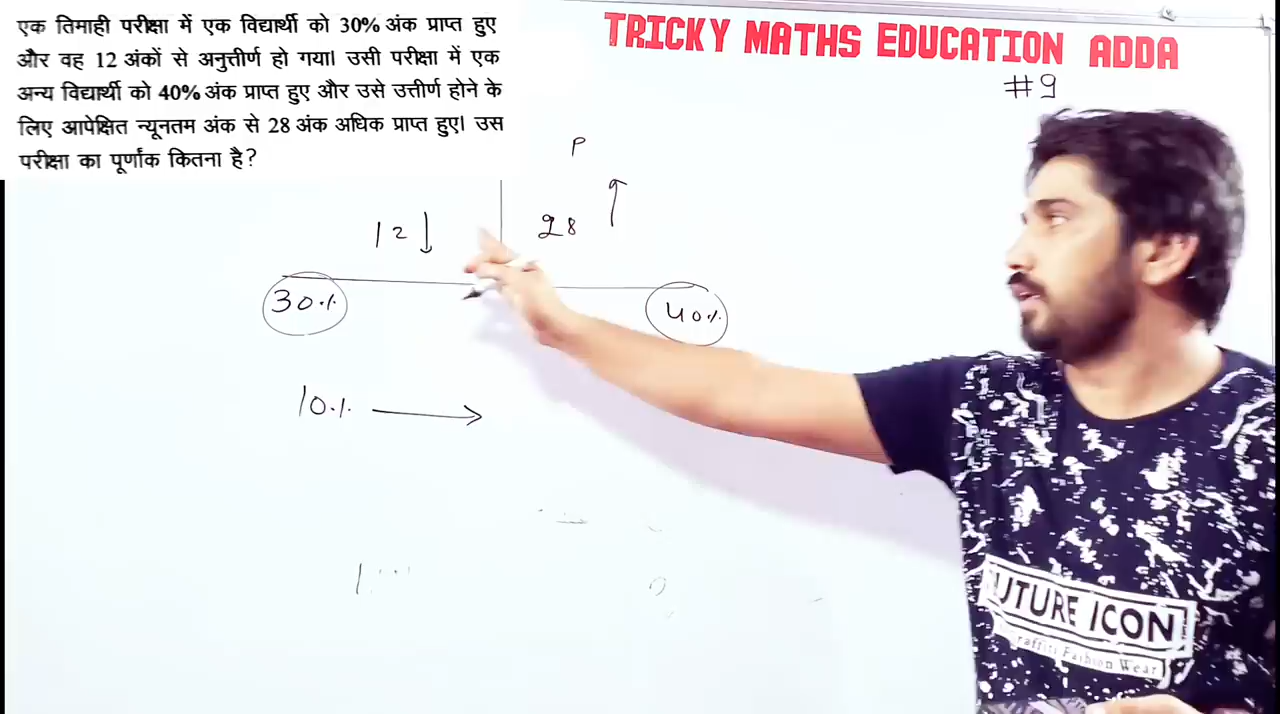 एक तिमाही परीक्षा में एक विद्यार्थी को 30% अंक प्राप्त हुए
और वह 12 अंकों से अनुत्तीर्ण हो गया। उसी परीक्षा में एक
अन्य विद्यार्थी को 40% अंक प्राप्त हुए और उसे उत्तीर्ण होने के
लिए आपेक्षित न्यूनतम अंक से 28 अंक अधिक प्राप्त हुए। उस
परीक्षा का पूर्णांक कितना है?
TRICKY MATHS EDUCATION ADDA
#9
P
12↓ 28 ↑
30% 40%
10% →
FUTURE ICON
Graffiti Fashion Wear